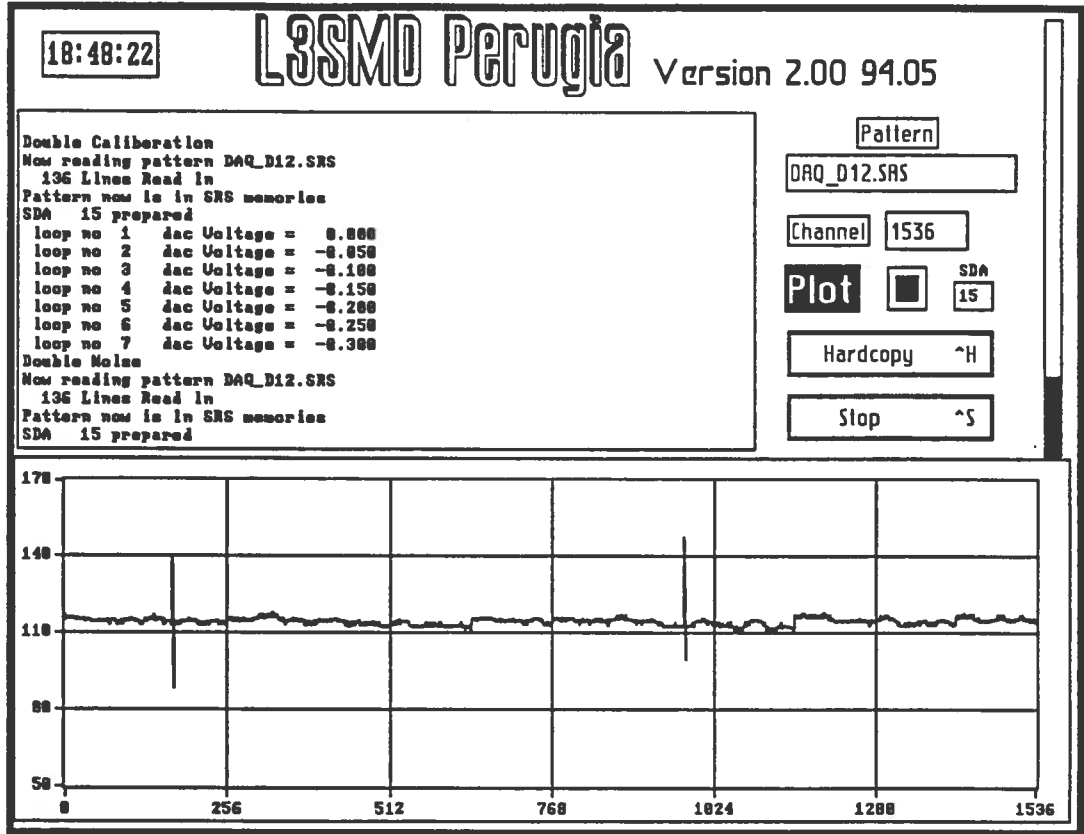 18:48:22
L3SMD Perugia Version 2.00 94.05
Double Caliberation
Now reading pattern DAQ_D12.SRS
136 Lines Read In
Pattern now is in SRS memories
SDA 15 prepared
loop no 1 dac Voltage = 0.000
loop no 2 dac Voltage = -0.050
loop no 3 dac Voltage = -0.100
loop no 4 dac Voltage = -0.150
loop no 5 dac Voltage = -0.200
loop no 6 dac Voltage = -0.250
loop no 7 dac Voltage = -0.300
Double Noise
Now reading pattern DAQ_D12.SRS
136 Lines Read In
Pattern now is in SRS memories
SDA 15 prepared
Pattern
DAQ_D12.SRS
Channel 1536
Plot
SDA
15
Hardcopy ^H
Stop ^S
170
140
110
80
50
0 256 512 768 1024 1280 1536